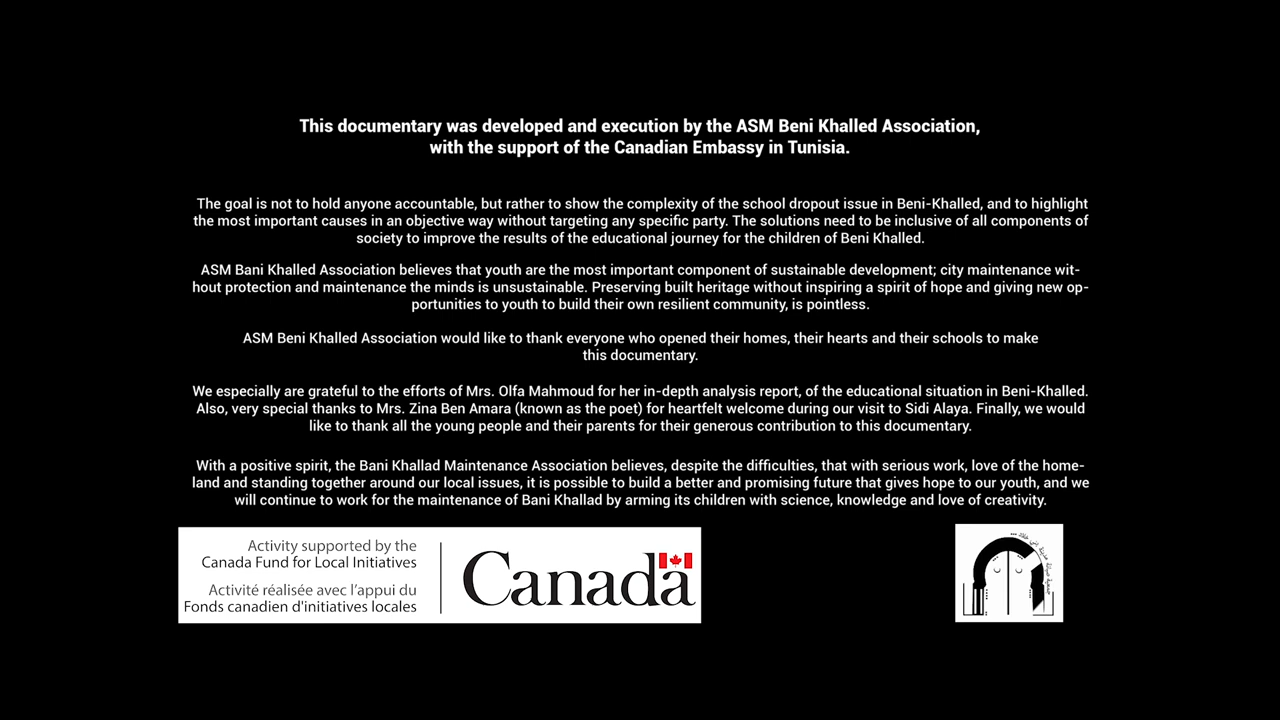 This documentary was developed and execution by the ASM Beni Khalled Association,
with the support of the Canadian Embassy in Tunisia.
The goal is not to hold anyone accountable, but rather to show the complexity of the school dropout issue in Beni-Khalled, and to highlight
the most important causes in an objective way without targeting any specific party. The solutions need to be inclusive of all components of
society to improve the results of the educational journey for the children of Beni Khalled.
ASM Bani Khalled Association believes that youth are the most important component of sustainable development; city maintenance wit-
hout protection and maintenance the minds is unsustainable. Preserving built heritage without inspiring a spirit of hope and giving new op-
portunities to youth to build their own resilient community, is pointless.
ASM Beni Khalled Association would like to thank everyone who opened their homes, their hearts and their schools to make
this documentary.
We especially are grateful to the efforts of Mrs. Olfa Mahmoud for her in-depth analysis report, of the educational situation in Beni-Khalled.
Also, very special thanks to Mrs. Zina Ben Amara (known as the poet) for heartfelt welcome during our visit to Sidi Alaya. Finally, we would
like to thank all the young people and their parents for their generous contribution to this documentary.
With a positive spirit, the Bani Khallad Maintenance Association believes, despite the difficulties, that with serious work, love of the home-
land and standing together around our local issues, it is possible to build a better and promising future that gives hope to our youth, and we
will continue to work for the maintenance of Bani Khallad by arming its children with science, knowledge and love of creativity.
Activity supported by the
Canada Fund for Local Initiatives
Activité réalisée avec l'appui du
Fonds canadien d'initiatives locales
Canada